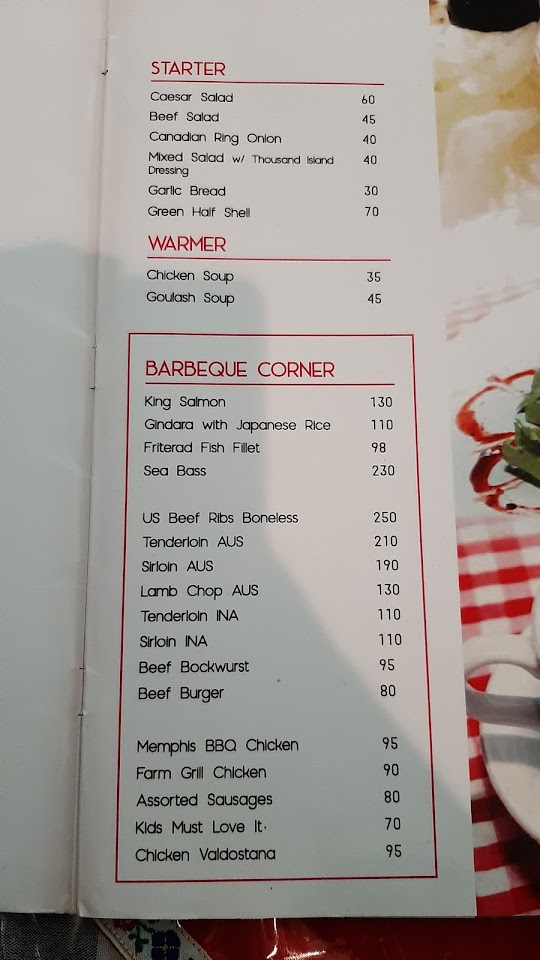 STARTER
Caesar Salad 60
Beef Salad 45
Canadian Ring Onion 40
Mixed Salad w/ Thousand Island 40
Dressing
Garlic Bread 30
Green Half Shell 70
WARMER
Chicken Soup 35
Goulash Soup 45
BARBEQUE CORNER
King Salmon 130
Gindara with Japanese Rice 110
Friterad Fish Fillet 98
Sea Bass 230
US Beef Ribs Boneless 250
Tenderloin AUS 210
Sirloin AUS 190
Lamb Chop AUS 130
Tenderloin INA 110
Sirloin INA 110
Beef Bockwurst 95
Beef Burger 80
Memphis BBQ Chicken 95
Farm Grill Chicken 90
Assorted Sausages 80
Kids Must Love It. 70
Chicken Valdostana 95